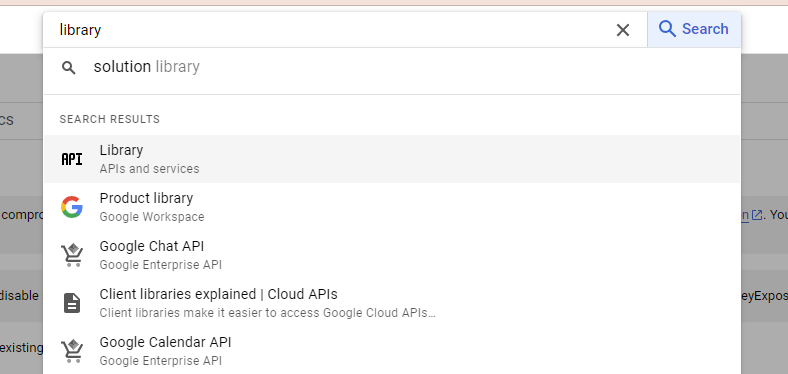 library
Search
solution library
CS
SEARCH RESULTS
API
Library
APIs and services
Product library
Google Workspace
compro
n. You
Google Chat API
Google Enterprise API
disable
Client libraries explained | Cloud APIs
eyExpos
Client libraries make it easier to access Google Cloud APIs…
existing
Google Calendar API
Google Enterprise API